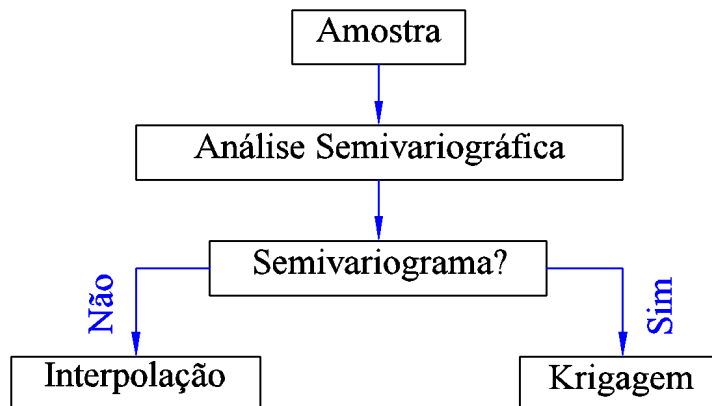 Amostra
Análise Semivariográfica
Semivariograma?
Não
Sim
Interpolação
Krigagem